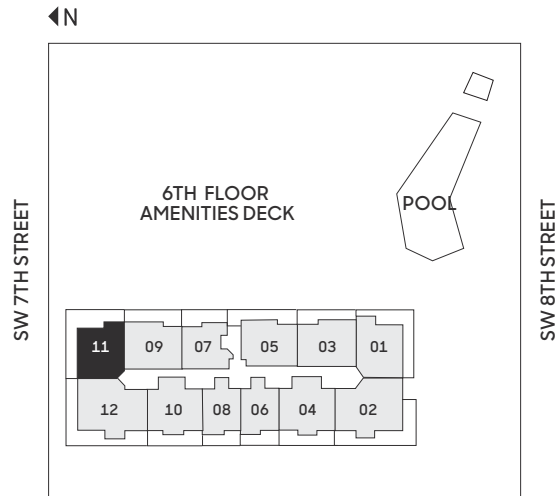 N
6TH FLOOR
AMENITIES DECK
POOL
SW 7TH STREET
SW 8TH STREET
11 09 07 05 03 01
12 10 08 06 04 02